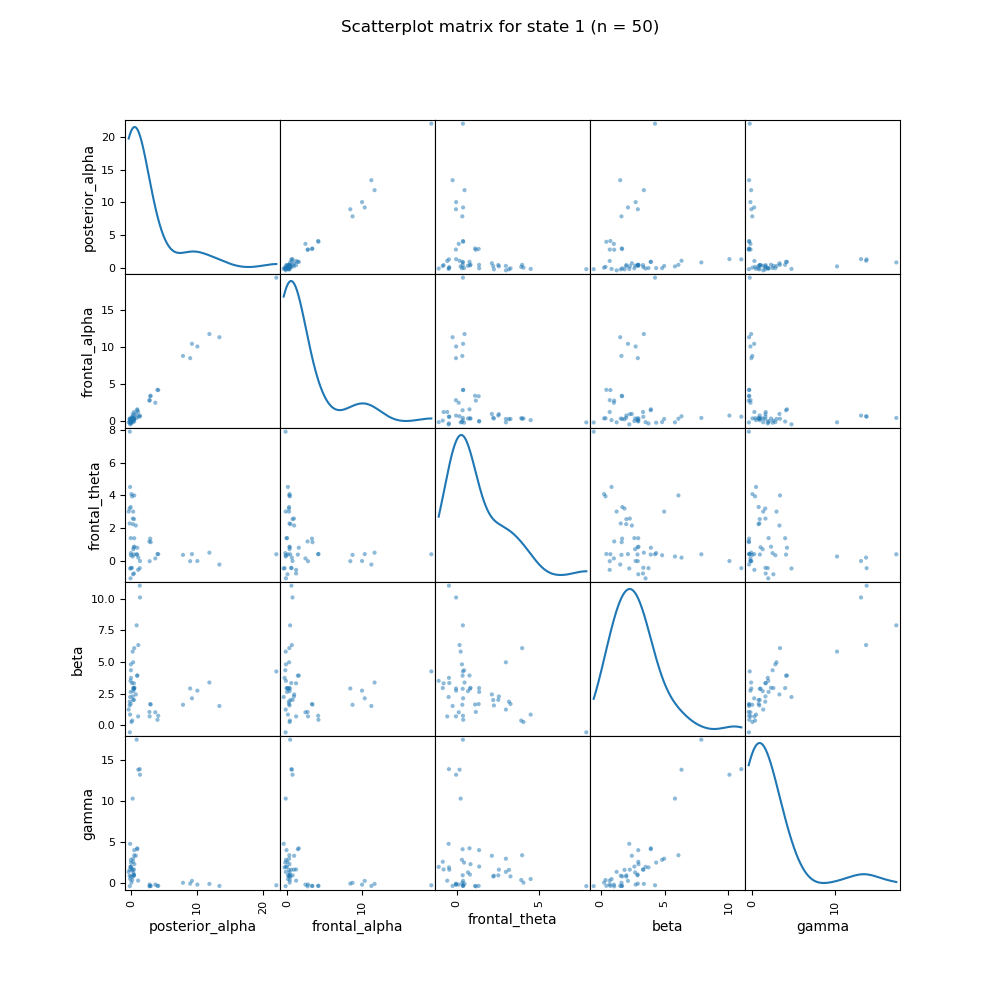 Scatterplot matrix for state 1 (n = 50)
posterior_alpha
20
15
10
5
0
frontal_alpha
15
10
5
0
frontal_theta
8
6
4
2
0
beta
10.0
7.5
5.0
2.5
0.0
gamma
15
10
5
0
0 10 20 0 10 0 5 0 5 10 0 10
posterior_alpha frontal_alpha frontal_theta beta gamma